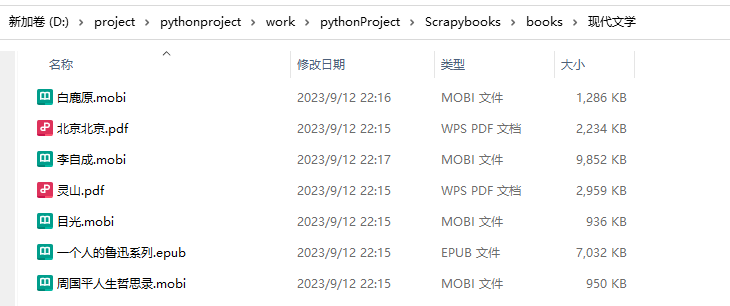 新加卷 (D:) > project > pythonproject > work > pythonProject > Scrapybooks > books > 现代文学
名称 修改日期 类型 大小
白鹿原.mobi 2023/9/12 22:16 MOBI 文件 1,286 KB
北京北京.pdf 2023/9/12 22:15 WPS PDF 文档 2,234 KB
李自成.mobi 2023/9/12 22:17 MOBI 文件 9,852 KB
灵山.pdf 2023/9/12 22:15 WPS PDF 文档 2,959 KB
目光.mobi 2023/9/12 22:15 MOBI 文件 936 KB
一个人的鲁迅系列.epub 2023/9/12 22:15 EPUB 文件 7,032 KB
周国平人生哲思录.mobi 2023/9/12 22:15 MOBI 文件 950 KB